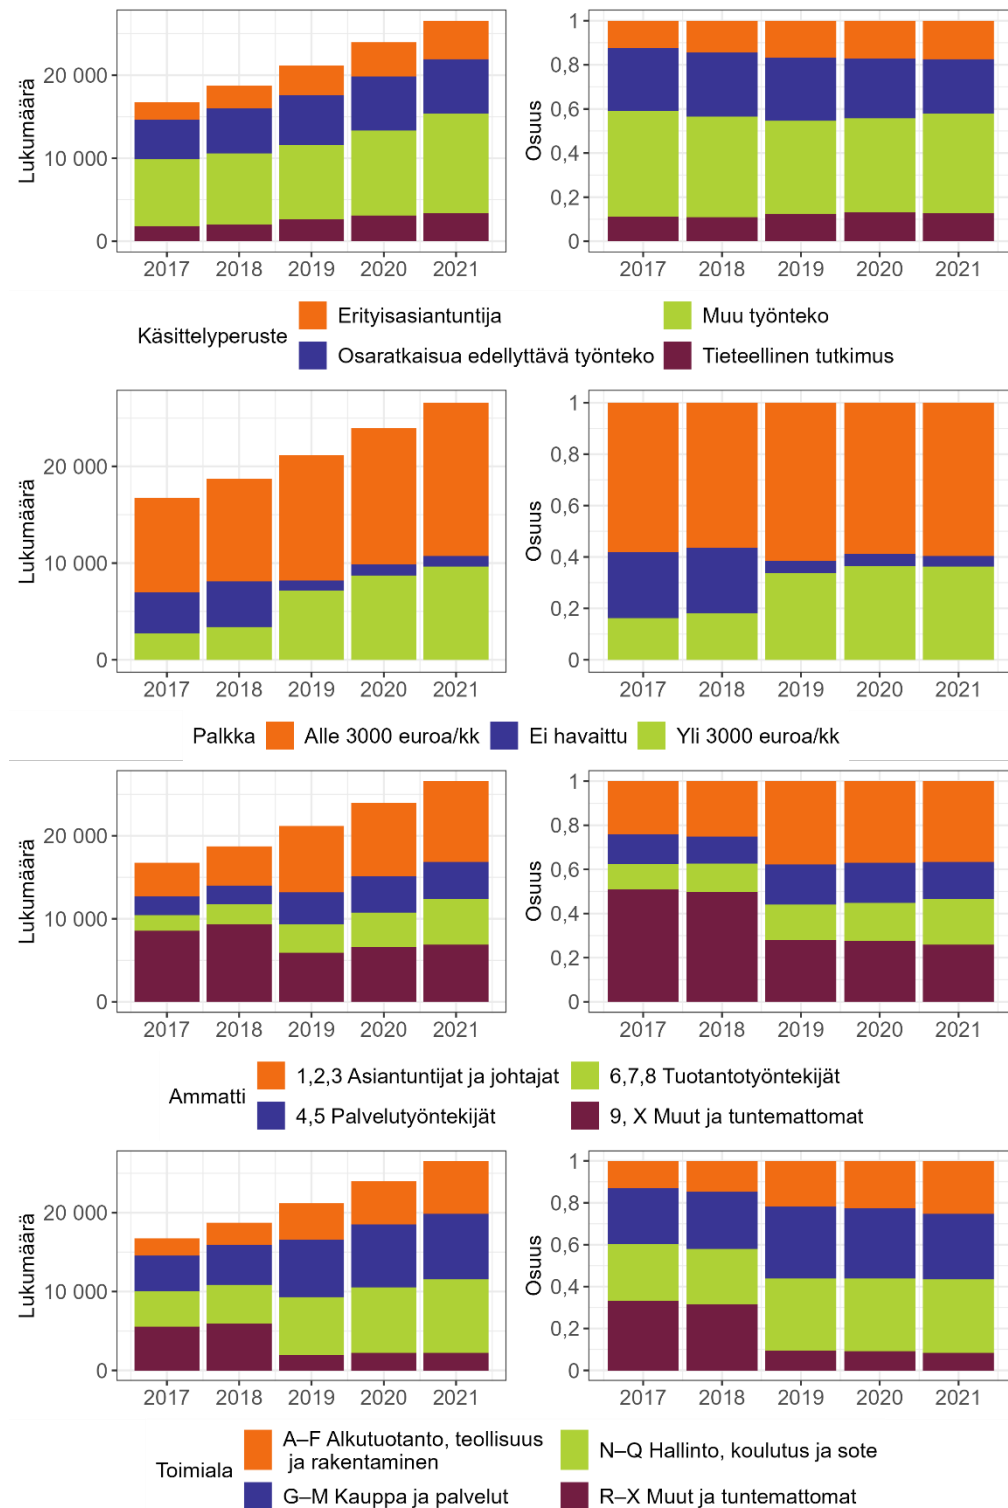 Lukumäärä
20 000
10 000
0
2017 2018 2019 2020 2021
Osuus
1
0,8
0,6
0,4
0,2
0
2017 2018 2019 2020 2021
Käsittelyperuste
Erityisasiantuntija
Muu työnteko
Osaratkaisua edellyttävä työnteko
Tieteellinen tutkimus
Lukumäärä
20 000
10 000
0
2017 2018 2019 2020 2021
Osuus
1
0,8
0,6
0,4
0,2
0
2017 2018 2019 2020 2021
Palkka Alle 3000 euroa/kk Ei havaittu Yli 3000 euroa/kk
Lukumäärä
20 000
10 000
0
2017 2018 2019 2020 2021
Osuus
1
0,8
0,6
0,4
0,2
0
2017 2018 2019 2020 2021
Ammatti
1,2,3 Asiantuntijat ja johtajat
6,7,8 Tuotantotyöntekijät
4,5 Palvelutyöntekijät
9, X Muut ja tuntemattomat
Lukumäärä
20 000
10 000
0
2017 2018 2019 2020 2021
Osuus
1
0,8
0,6
0,4
0,2
0
2017 2018 2019 2020 2021
Toimiala
A–F Alkutuotanto, teollisuus
ja rakentaminen
N–Q Hallinto, koulutus ja sote
G–M Kauppa ja palvelut
R–X Muut ja tuntemattomat